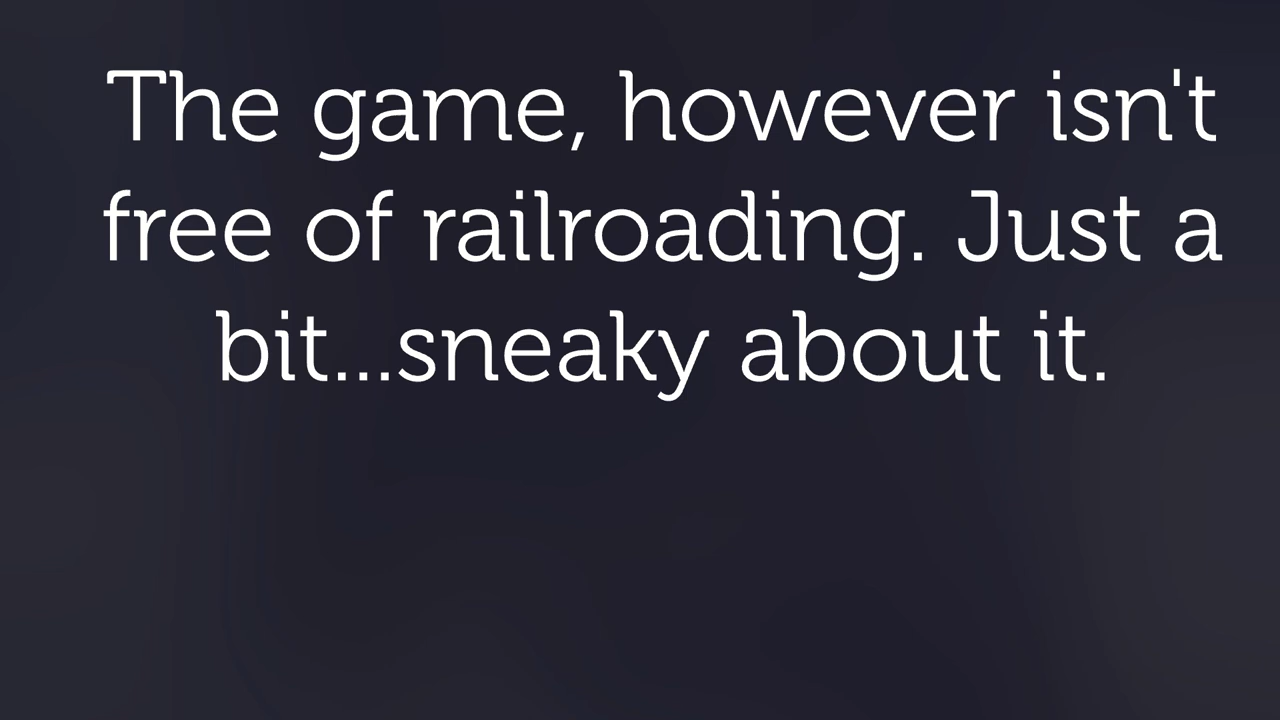 The game, however isn't
free of railroading. Just a
bit...sneaky about it.